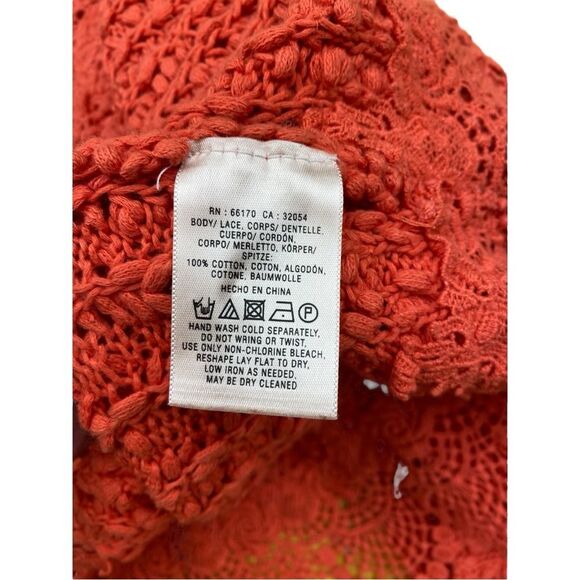 RN : 66170 CA : 32054
BODY/ LACE, CORPS/ DENTELLE,
CUERPO/ CORDÓN,
CORPO/ MERLETTO, KÖRPER/
SPITZE:
100% COTTON, COTON, ALGODÓN,
COTONE, BAUMWOLLE
HECHO EN CHINA
P
HAND WASH COLD SEPARATELY,
DO NOT WRING OR TWIST,
USE ONLY NON-CHLORINE BLEACH,
RESHAPE LAY FLAT TO DRY,
LOW IRON AS NEEDED,
MAY BE DRY CLEANED